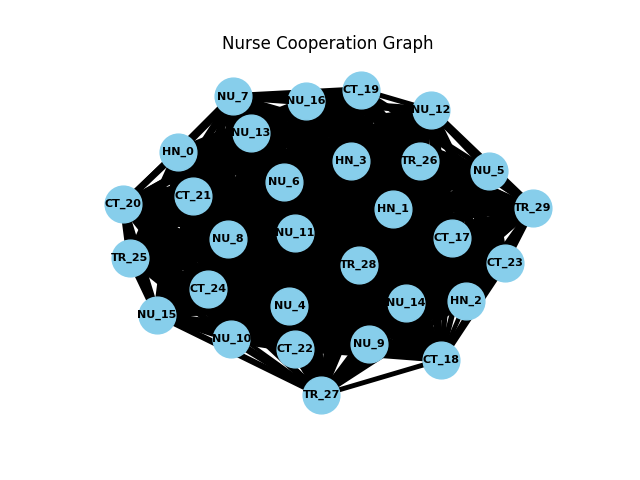 Nurse Cooperation Graph
CT_19
NU_7
NU_16
NU_12
NU_13
HN_0
HN_3
TR_26
NU_5
NU_6
CT_21
CT_20
HN_1
TR_29
NU_11
NU_8
CT_17
TR_25
TR_28
CT_23
CT_24
HN_2
NU_14
NU_4
NU_15
NU_10
NU_9
CT_22
CT_18
TR_27